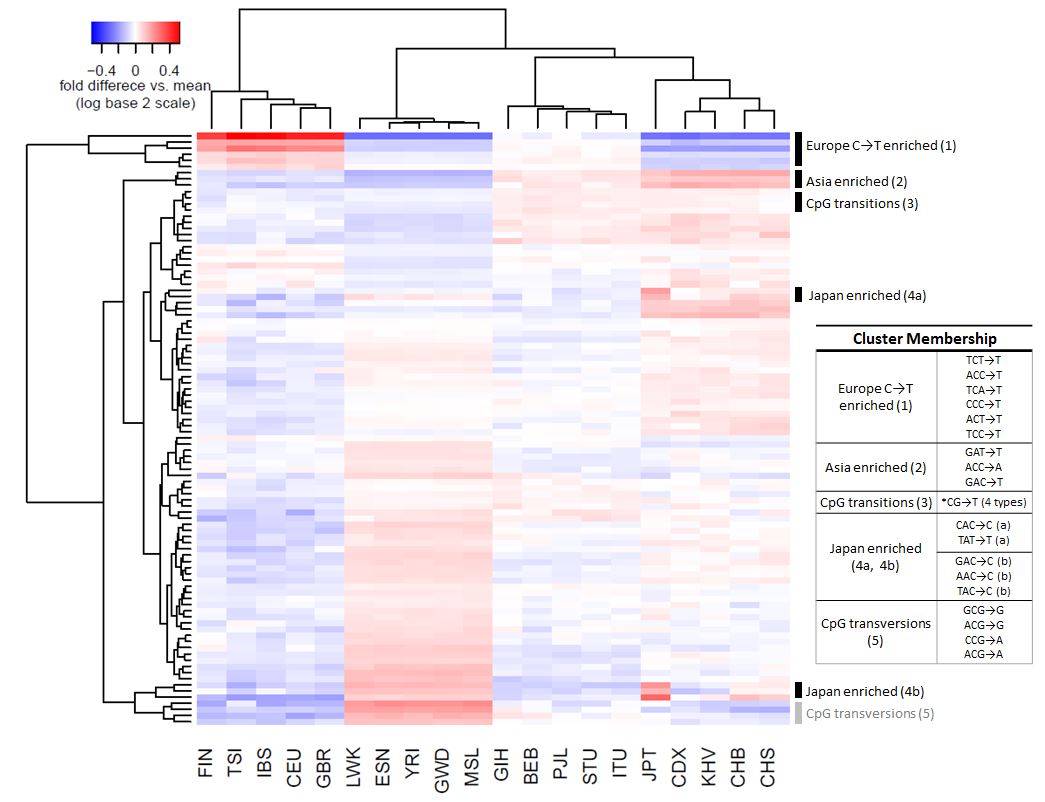 −0.4 0 0.4
fold differece vs. mean
(log base 2 scale)
Europe C→T enriched (1)
Asia enriched (2)
CpG transitions (3)
Japan enriched (4a)
Cluster Membership
Europe C→T
enriched (1)
TCT→T
ACC→T
TCA→T
CCC→T
ACT→T
TCC→T
Asia enriched (2)
GAT→T
ACC→A
GAC→T
CpG transitions (3)
*CG→T (4 types)
Japan enriched
(4a, 4b)
CAC→C (a)
TAT→T (a)
GAC→C (b)
AAC→C (b)
TAC→C (b)
CpG transversions
(5)
GCG→G
ACG→G
CCG→A
ACG→A
Japan enriched (4b)
CpG transversions (5)
FIN TSI IBS CEU GBR LWK ESN YRI GWD MSL GIH BEB PJL STU ITU JPT CDX KHV CHB CHS